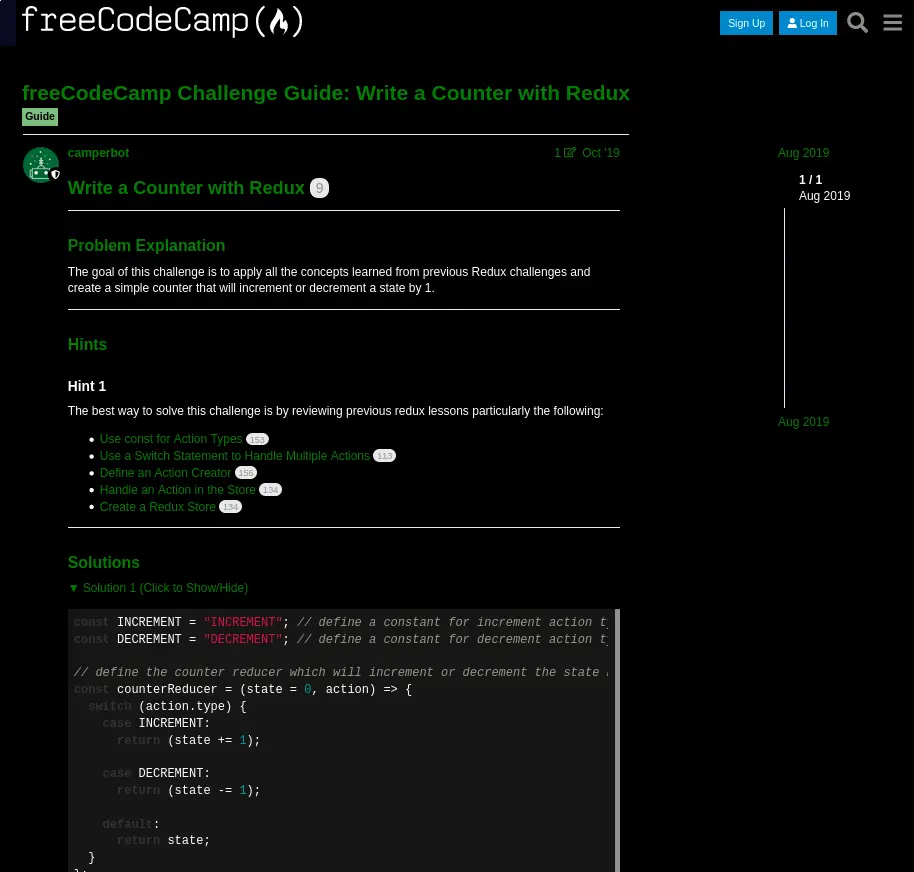 freeCodeCamp(🔥)
Sign Up
Log In
freeCodeCamp Challenge Guide: Write a Counter with Redux
Guide
camperbot
1
Oct '19
Write a Counter with Redux 9
Problem Explanation
The goal of this challenge is to apply all the concepts learned from previous Redux challenges and
create a simple counter that will increment or decrement a state by 1.
Hints
Hint 1
The best way to solve this challenge is by reviewing previous redux lessons particularly the following:
• Use const for Action Types 153
• Use a Switch Statement to Handle Multiple Actions 113
• Define an Action Creator 156
• Handle an Action in the Store 134
• Create a Redux Store 134
Solutions
▼ Solution 1 (Click to Show/Hide)
const INCREMENT = "INCREMENT"; // define a constant for increment action
const DECREMENT = "DECREMENT"; // define a constant for decrement action
// define the counter reducer which will increment or decrement the state
const counterReducer = (state = 0, action) => {
switch (action.type) {
case INCREMENT:
return (state += 1);
case DECREMENT:
return (state -= 1);
default:
return state;
}
Aug 2019
1 / 1
Aug 2019
Aug 2019